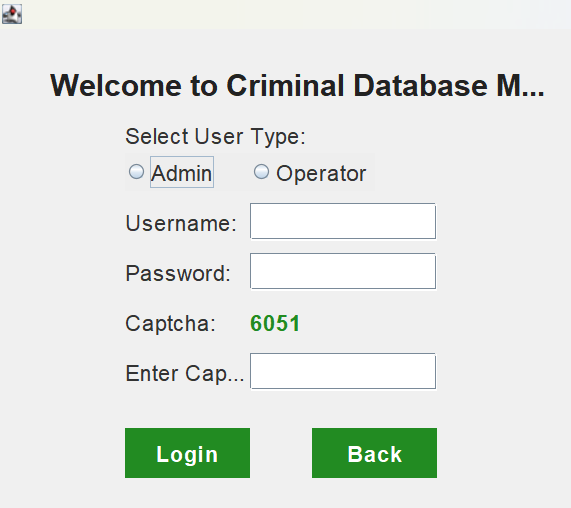 Welcome to Criminal Database M...
Select User Type:
Admin Operator
Username:
Password:
Captcha: 6051
Enter Cap...
Login Back